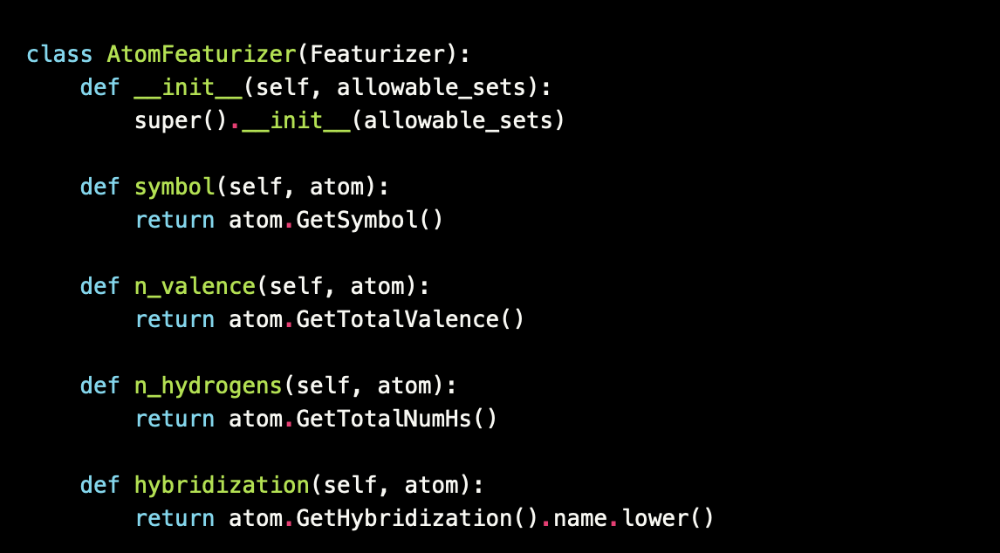 class AtomFeaturizer(Featurizer):
    def __init__(self, allowable_sets):
        super().__init__(allowable_sets)

    def symbol(self, atom):
        return atom.GetSymbol()

    def n_valence(self, atom):
        return atom.GetTotalValence()

    def n_hydrogens(self, atom):
        return atom.GetTotalNumHs()

    def hybridization(self, atom):
        return atom.GetHybridization().name.lower()